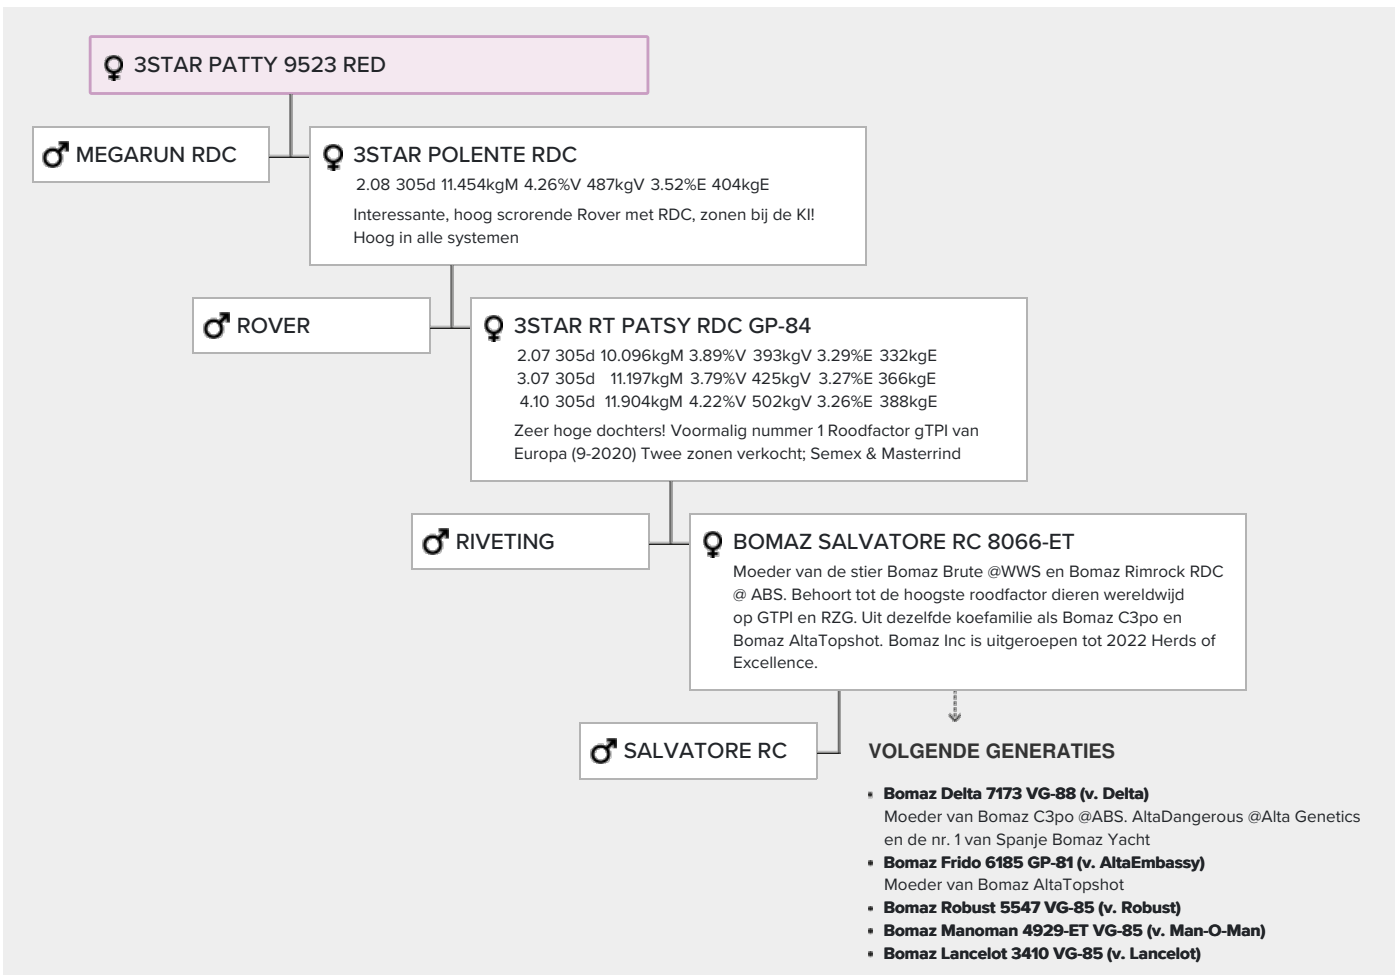 3STAR PATTY 9523 RED
MEGARUN RDC
3STAR POLENTE RDC
2.08 305d 11.454kgM 4.26%V 487kgV 3.52%E 404kgE
Interessante, hoog scrorende Rover met RDC, zonen bij de KI!
Hoog in alle systemen
ROVER
3STAR RT PATSY RDC GP-84
2.07 305d 10.096kgM 3.89%V 393kgV 3.29%E 332kgE
3.07 305d 11.197kgM 3.79%V 425kgV 3.27%E 366kgE
4.10 305d 11.904kgM 4.22%V 502kgV 3.26%E 388kgE
Zeer hoge dochters! Voormalig nummer 1 Roodfactor gTPI van
Europa (9-2020) Twee zonen verkocht; Semex & Masterrind
RIVETING
BOMAZ SALVATORE RC 8066-ET
Moeder van de stier Bomaz Brute @WWS en Bomaz Rimrock RDC
@ ABS. Behoort tot de hoogste roodfactor dieren wereldwijd
op GTPI en RZG. Uit dezelfde koefamilie als Bomaz C3po en
Bomaz AltaTopshot. Bomaz Inc is uitgeroepen tot 2022 Herds of
Excellence.
SALVATORE RC
VOLGENDE GENERATIES
• Bomaz Delta 7173 VG-88 (v. Delta)
Moeder van Bomaz C3po @ABS. AltaDangerous @Alta Genetics
en de nr. 1 van Spanje Bomaz Yacht
• Bomaz Frido 6185 GP-81 (v. AltaEmbassy)
Moeder van Bomaz AltaTopshot
• Bomaz Robust 5547 VG-85 (v. Robust)
• Bomaz Manoman 4929-ET VG-85 (v. Man-O-Man)
• Bomaz Lancelot 3410 VG-85 (v. Lancelot)